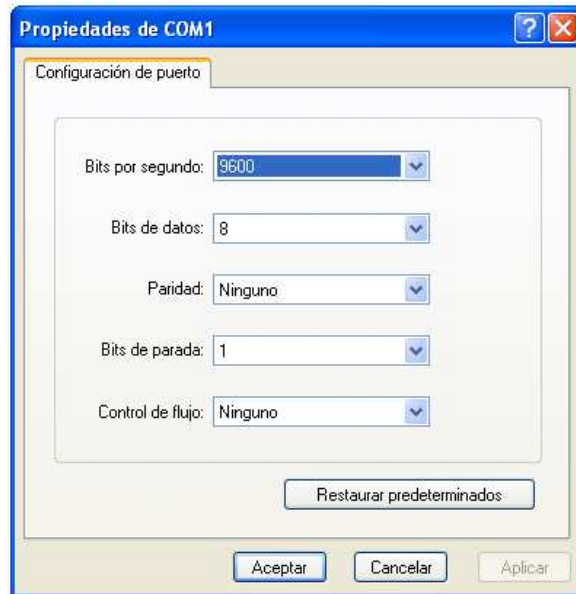 Propiedades de COM1
Configuración de puerto
Bits por segundo: 9600
Bits de datos: 8
Paridad: Ninguno
Bits de parada: 1
Control de flujo: Ninguno
Restaurar predeterminados
Aceptar Cancelar Aplicar